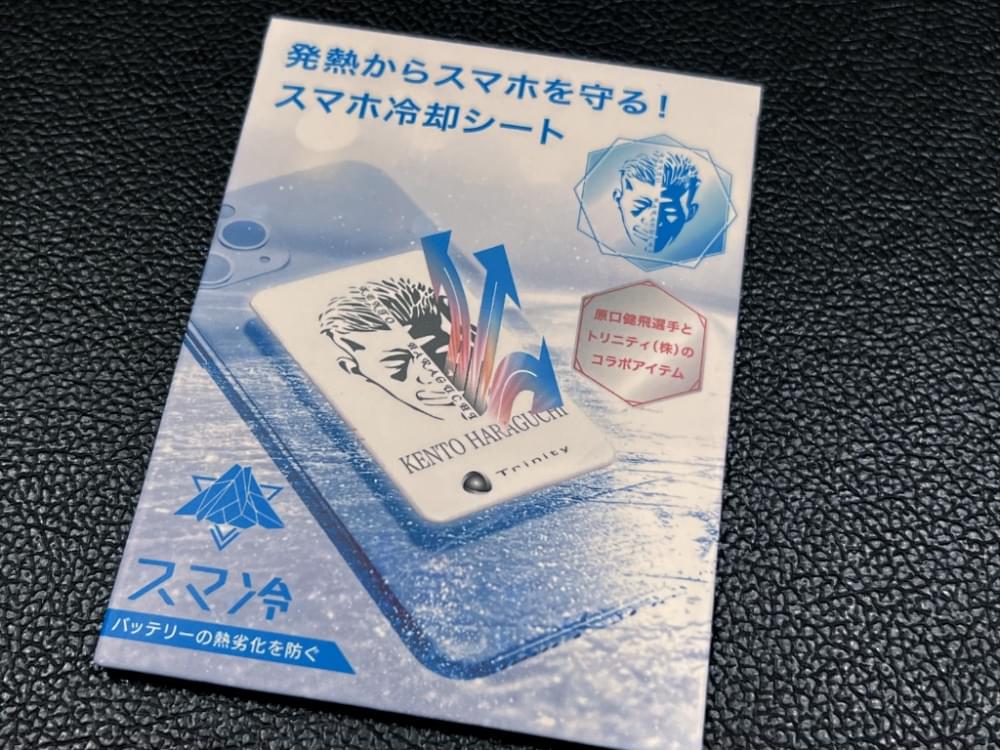 発熱からスマホを守る!
スマホ冷却シート
原口健飛選手と
トリニティ(株)の
コラボアイテム
HARAGUCHI
KENTO HARAGUCHI
Trinity
スマ冷
バッテリーの熱劣化を防ぐ